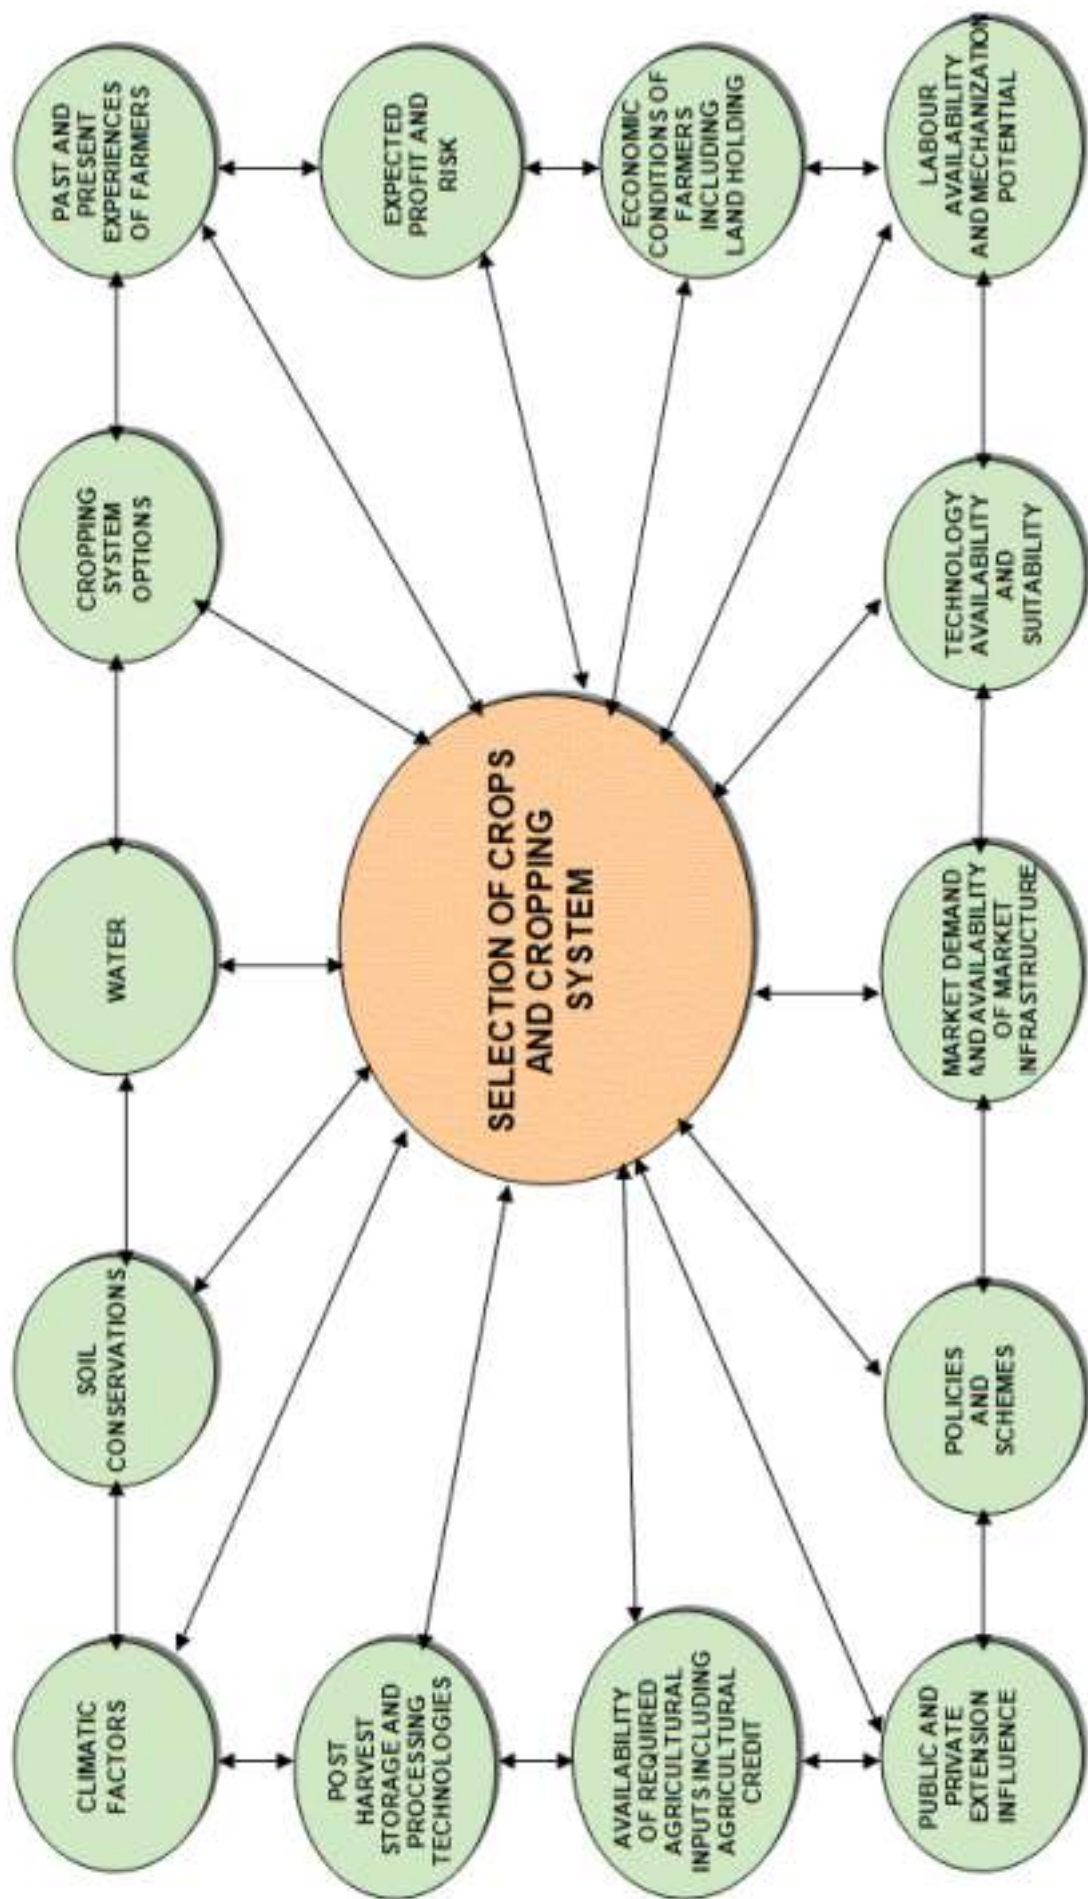 CLIMATIC
FACTORS
SOIL
CONSERVATIONS
WATER
CROPPING
SYSTEM
OPTIONS
PAST AND
PRESENT
EXPERIENCES
OF FARMERS
POST
HARVEST
STORAGE AND
PROCESSING
TECHNOLOGIES
EXPECTED
PROFIT AND
RISK
SELECTION OF CROPS
AND CROPPING
SYSTEM
AVAILABILITY
OF REQUIRED
AGRICULTURAL
INPUTS INCLUDING
AGRICULTURAL
CREDIT
ECONOMIC
CONDITIONS OF
FARMERS
INCLUDING
LAND HOLDING
PUBLIC AND
PRIVATE
EXTENSION
INFLUENCE
POLICIES
AND
SCHEMES
MARKET DEMAND
AND AVAILABILITY
OF MARKET
NFRASTRUCTURE
TECHNOLOGY
AVAILABILITY
AND
SUITABILITY
LABOUR
AVAILABILITY
AND MECHANIZATION
POTENTIAL